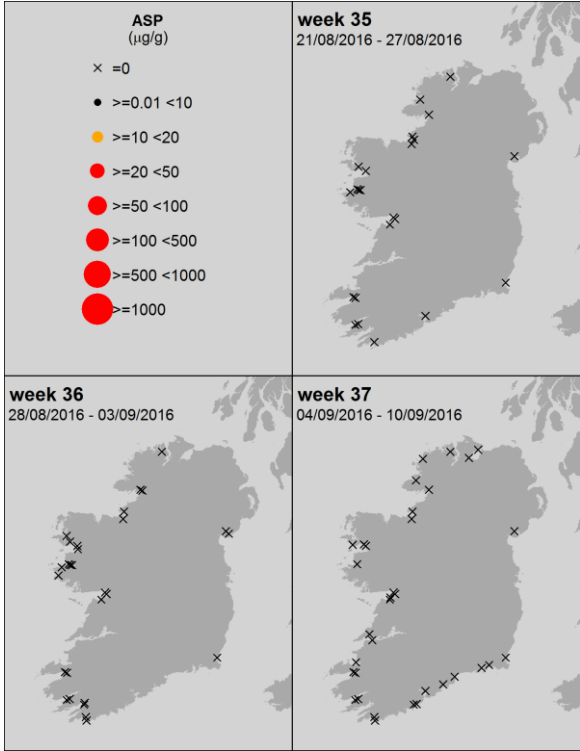 ASP
(µg/g)
=0
>=0.01 <10
>=10 <20
>=20 <50
>=50 <100
>=100 <500
>=500 <1000
>=1000
week 35
21/08/2016 - 27/08/2016
week 36
28/08/2016 - 03/09/2016
week 37
04/09/2016 - 10/09/2016